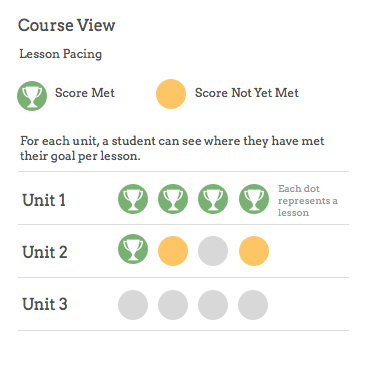 Course View
Lesson Pacing
Score Met
Score Not Yet Met
For each unit, a student can see where they have met
their goal per lesson.
Unit 1
Each dot
represents a
lesson
Unit 2
Unit 3